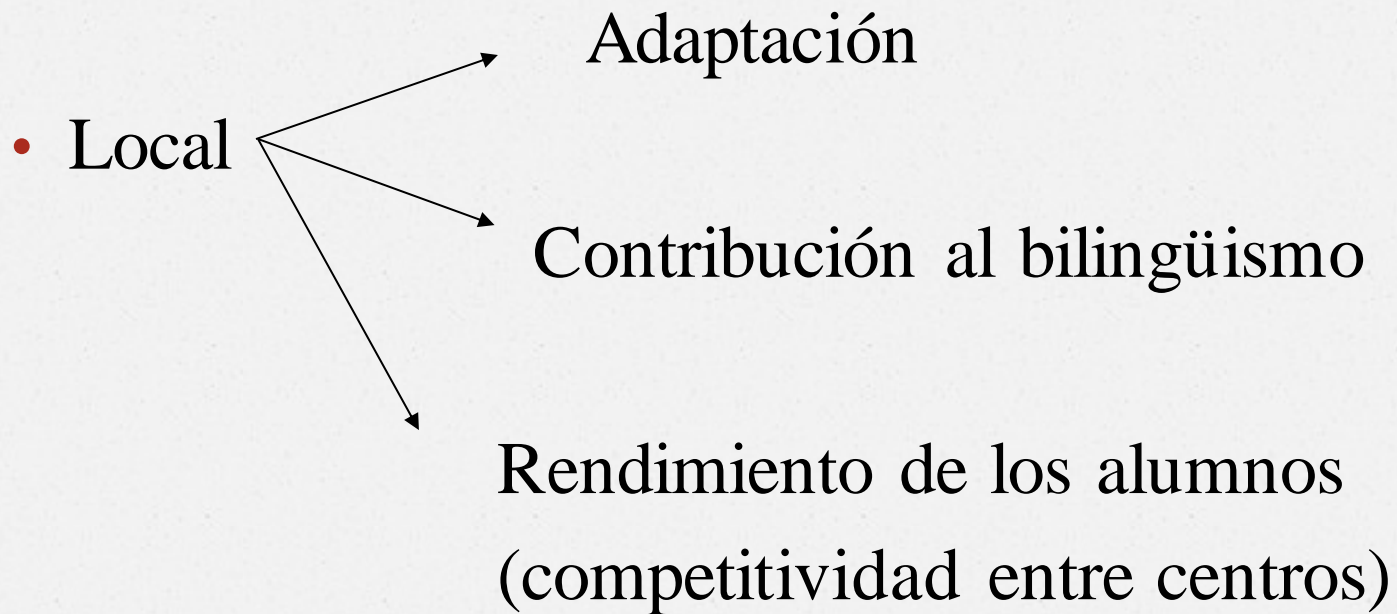 Adaptación
• Local
Contribución al bilingüismo
Rendimiento de los alumnos
(competitividad entre centros)